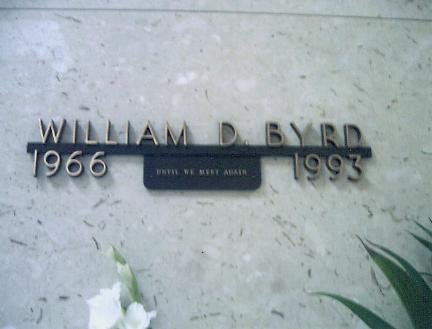 WILLIAM D. BYRD
1966 1993
UNTIL WE MEET AGAIN